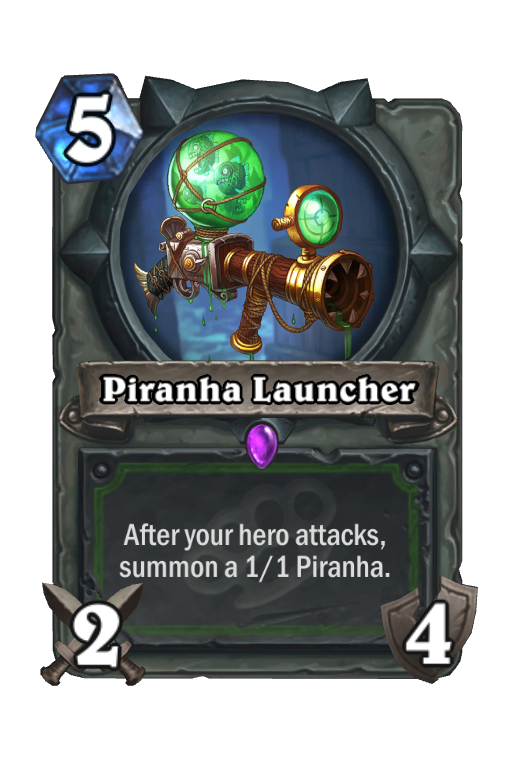 5
Piranha Launcher
After your hero attacks,
summon a 1/1 Piranha.
2
4